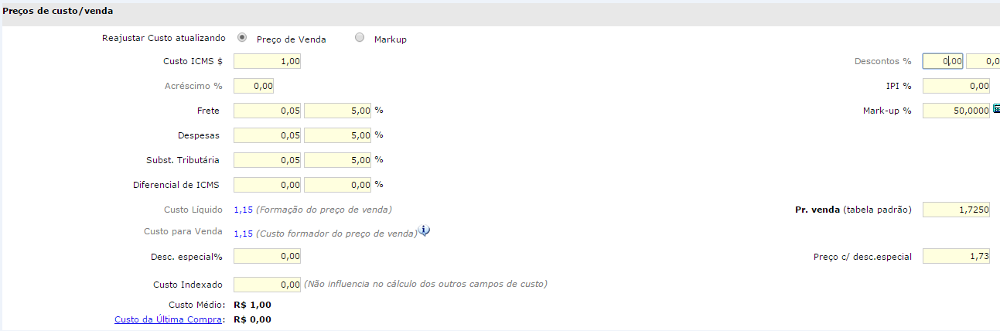 Preços de custo/venda
Reajustar Custo atualizando Preço de Venda Markup
Custo ICMS $ 1,00 Descontos % 0,00 0,0
Acréscimo % 0,00 IPI % 0,00
Frete 0,05 5,00 % Mark-up % 50,0000
Despesas 0,05 5,00 %
Subst. Tributária 0,05 5,00 %
Diferencial de ICMS 0,00 0,00 %
Custo Líquido 1,15 (Formação do preço de venda) Pr. venda (tabela padrão) 1,7250
Custo para Venda 1,15 (Custo formador do preço de venda) i
Desc. especial% 0,00 Preço c/ desc.especial 1,73
Custo Indexado 0,00 (Não influencia no cálculo dos outros campos de custo)
Custo Médio: R$ 1,00
Custo da Última Compra: R$ 0,00